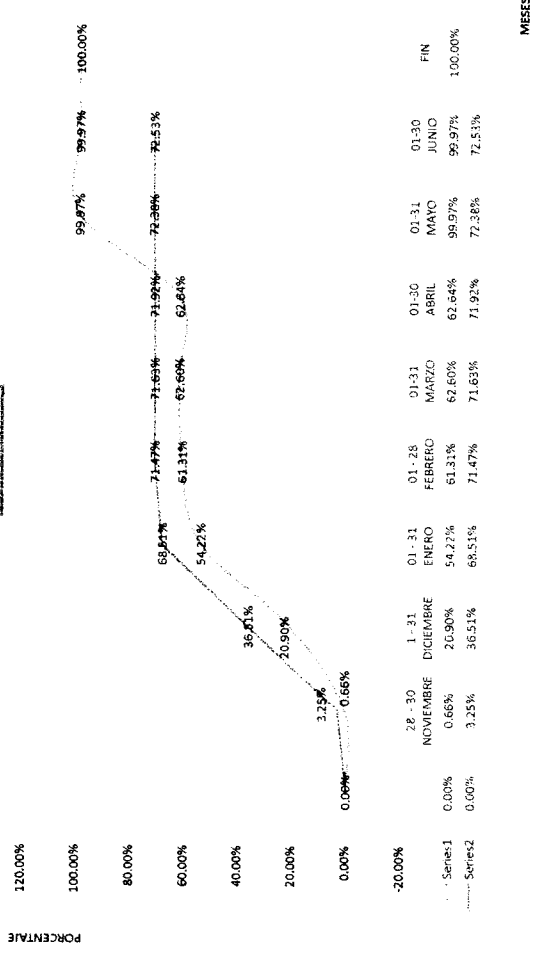 PORCENTAJE
120.00%
100.00%
80.00%
60.00%
40.00%
20.00%
0.00%
-20.00%
0.00%
3.25%
0.66%
36.51%
20.90%
68.51%
54.22%
71.47%
61.31%
71.63%
62.60%
71.92%
62.64%
99.97%
72.38%
99.97%
72.53%
100.00%
28 - 30 NOVIEMBRE
1 - 31 DICIEMBRE
01 - 31 ENERO
01 - 28 FEBRERO
01-31 MARZO
01-30 ABRIL
01-31 MAYO
01-30 JUNIO
FIN
Series1 0.00% 0.66% 20.90% 54.22% 61.31% 62.60% 62.64% 99.97% 99.97% 100.00%
Series2 0.00% 3.25% 36.51% 68.51% 71.47% 71.63% 71.92% 72.38% 72.53%
MESES